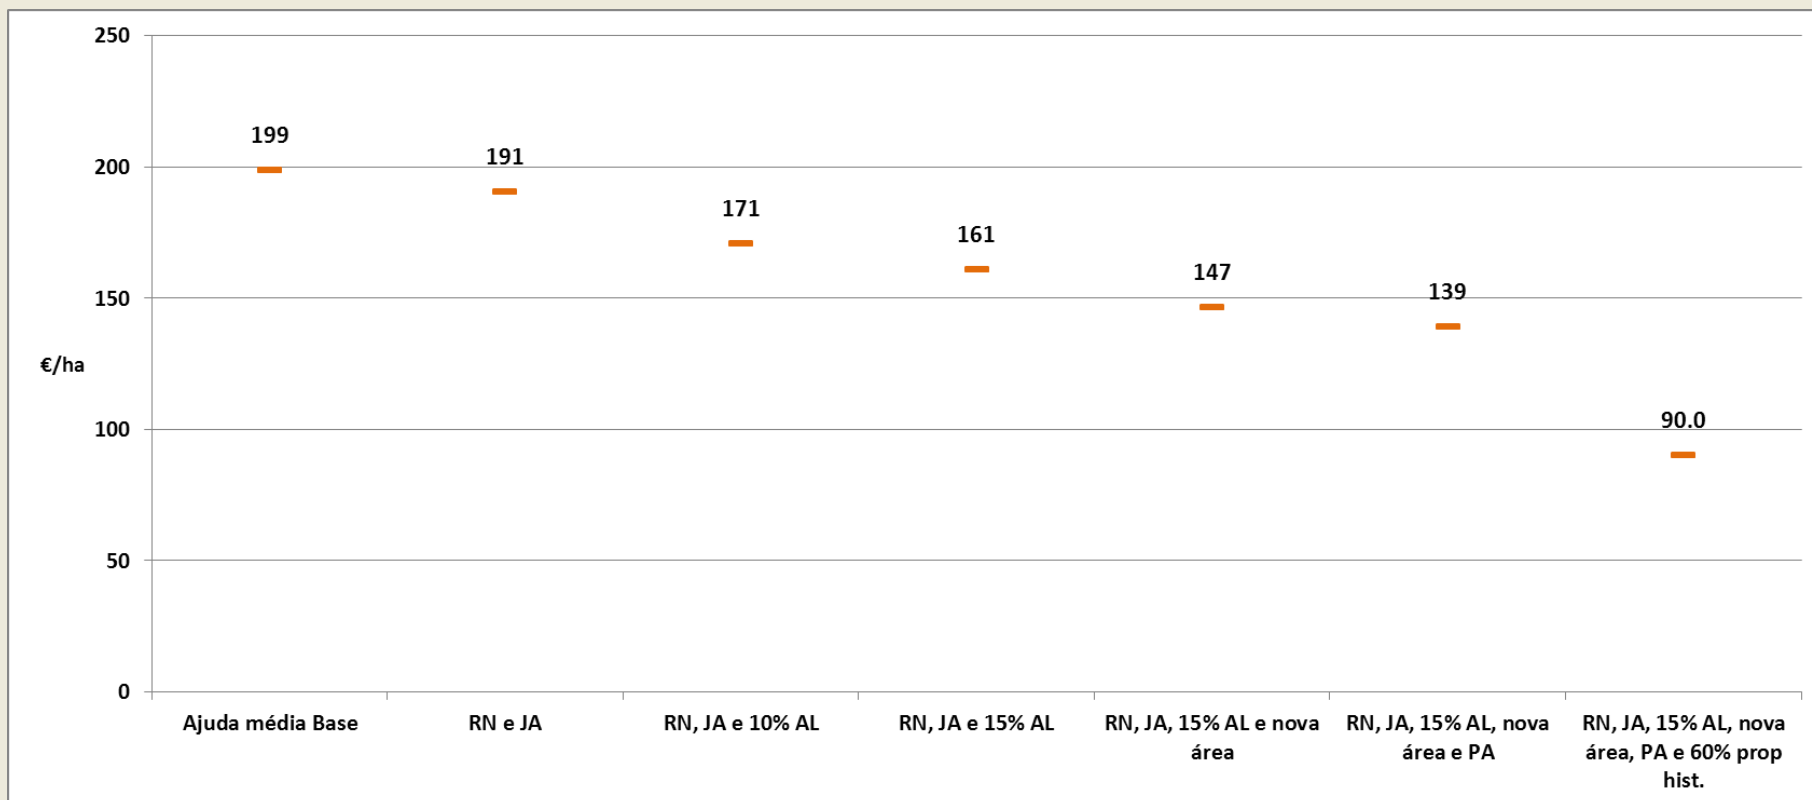 250
199
200
191
171
161
150
147
139
€/ha
100
90.0
50
0
Ajuda média Base
RN e JA
RN, JA e 10% AL
RN, JA e 15% AL
RN, JA, 15% AL e nova
área
RN, JA, 15% AL, nova
área e PA
RN, JA, 15% AL, nova
área, PA e 60% prop
hist.